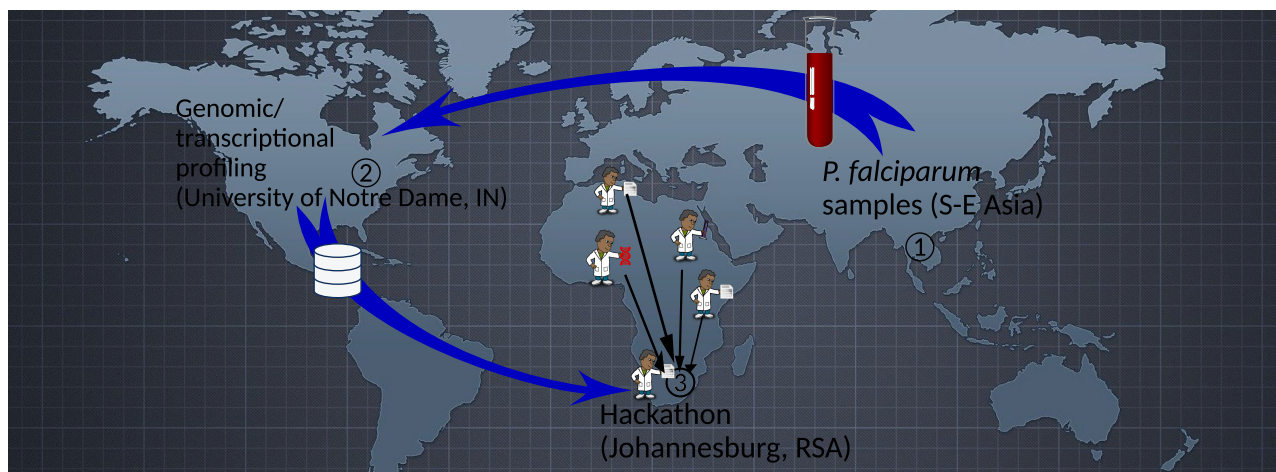 Genomic/
transcriptional
profiling
②
(University of Notre Dame, IN)
P. falciparum
samples (S-E Asia)
①
③
Hackathon
(Johannesburg, RSA)